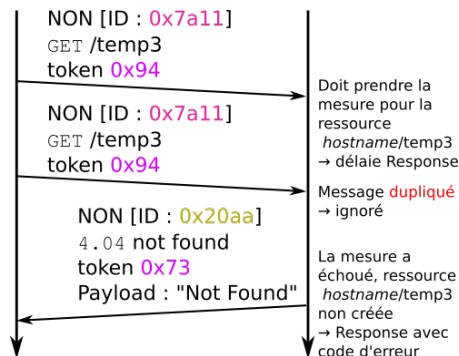 NON [ID : 0x7a11]
GET /temp3
token 0x94
Doit prendre la
mesure pour la
ressource
hostname/temp3
→ délaie Response
NON [ID : 0x7a11]
GET /temp3
token 0x94
Message dupliqué
→ ignoré
NON [ID : 0x20aa]
4.04 not found
token 0x73
Payload : "Not Found"
La mesure a
échoué, ressource
hostname/temp3
non créée
→ Response avec
code d'erreur